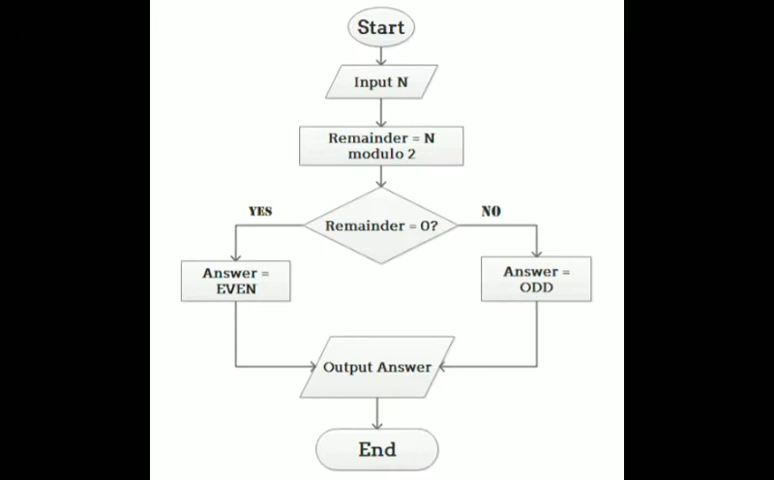 Start
Input N
Remainder = N
modulo 2
Remainder = 0?
YES
NO
Answer =
EVEN
Answer =
ODD
Output Answer
End